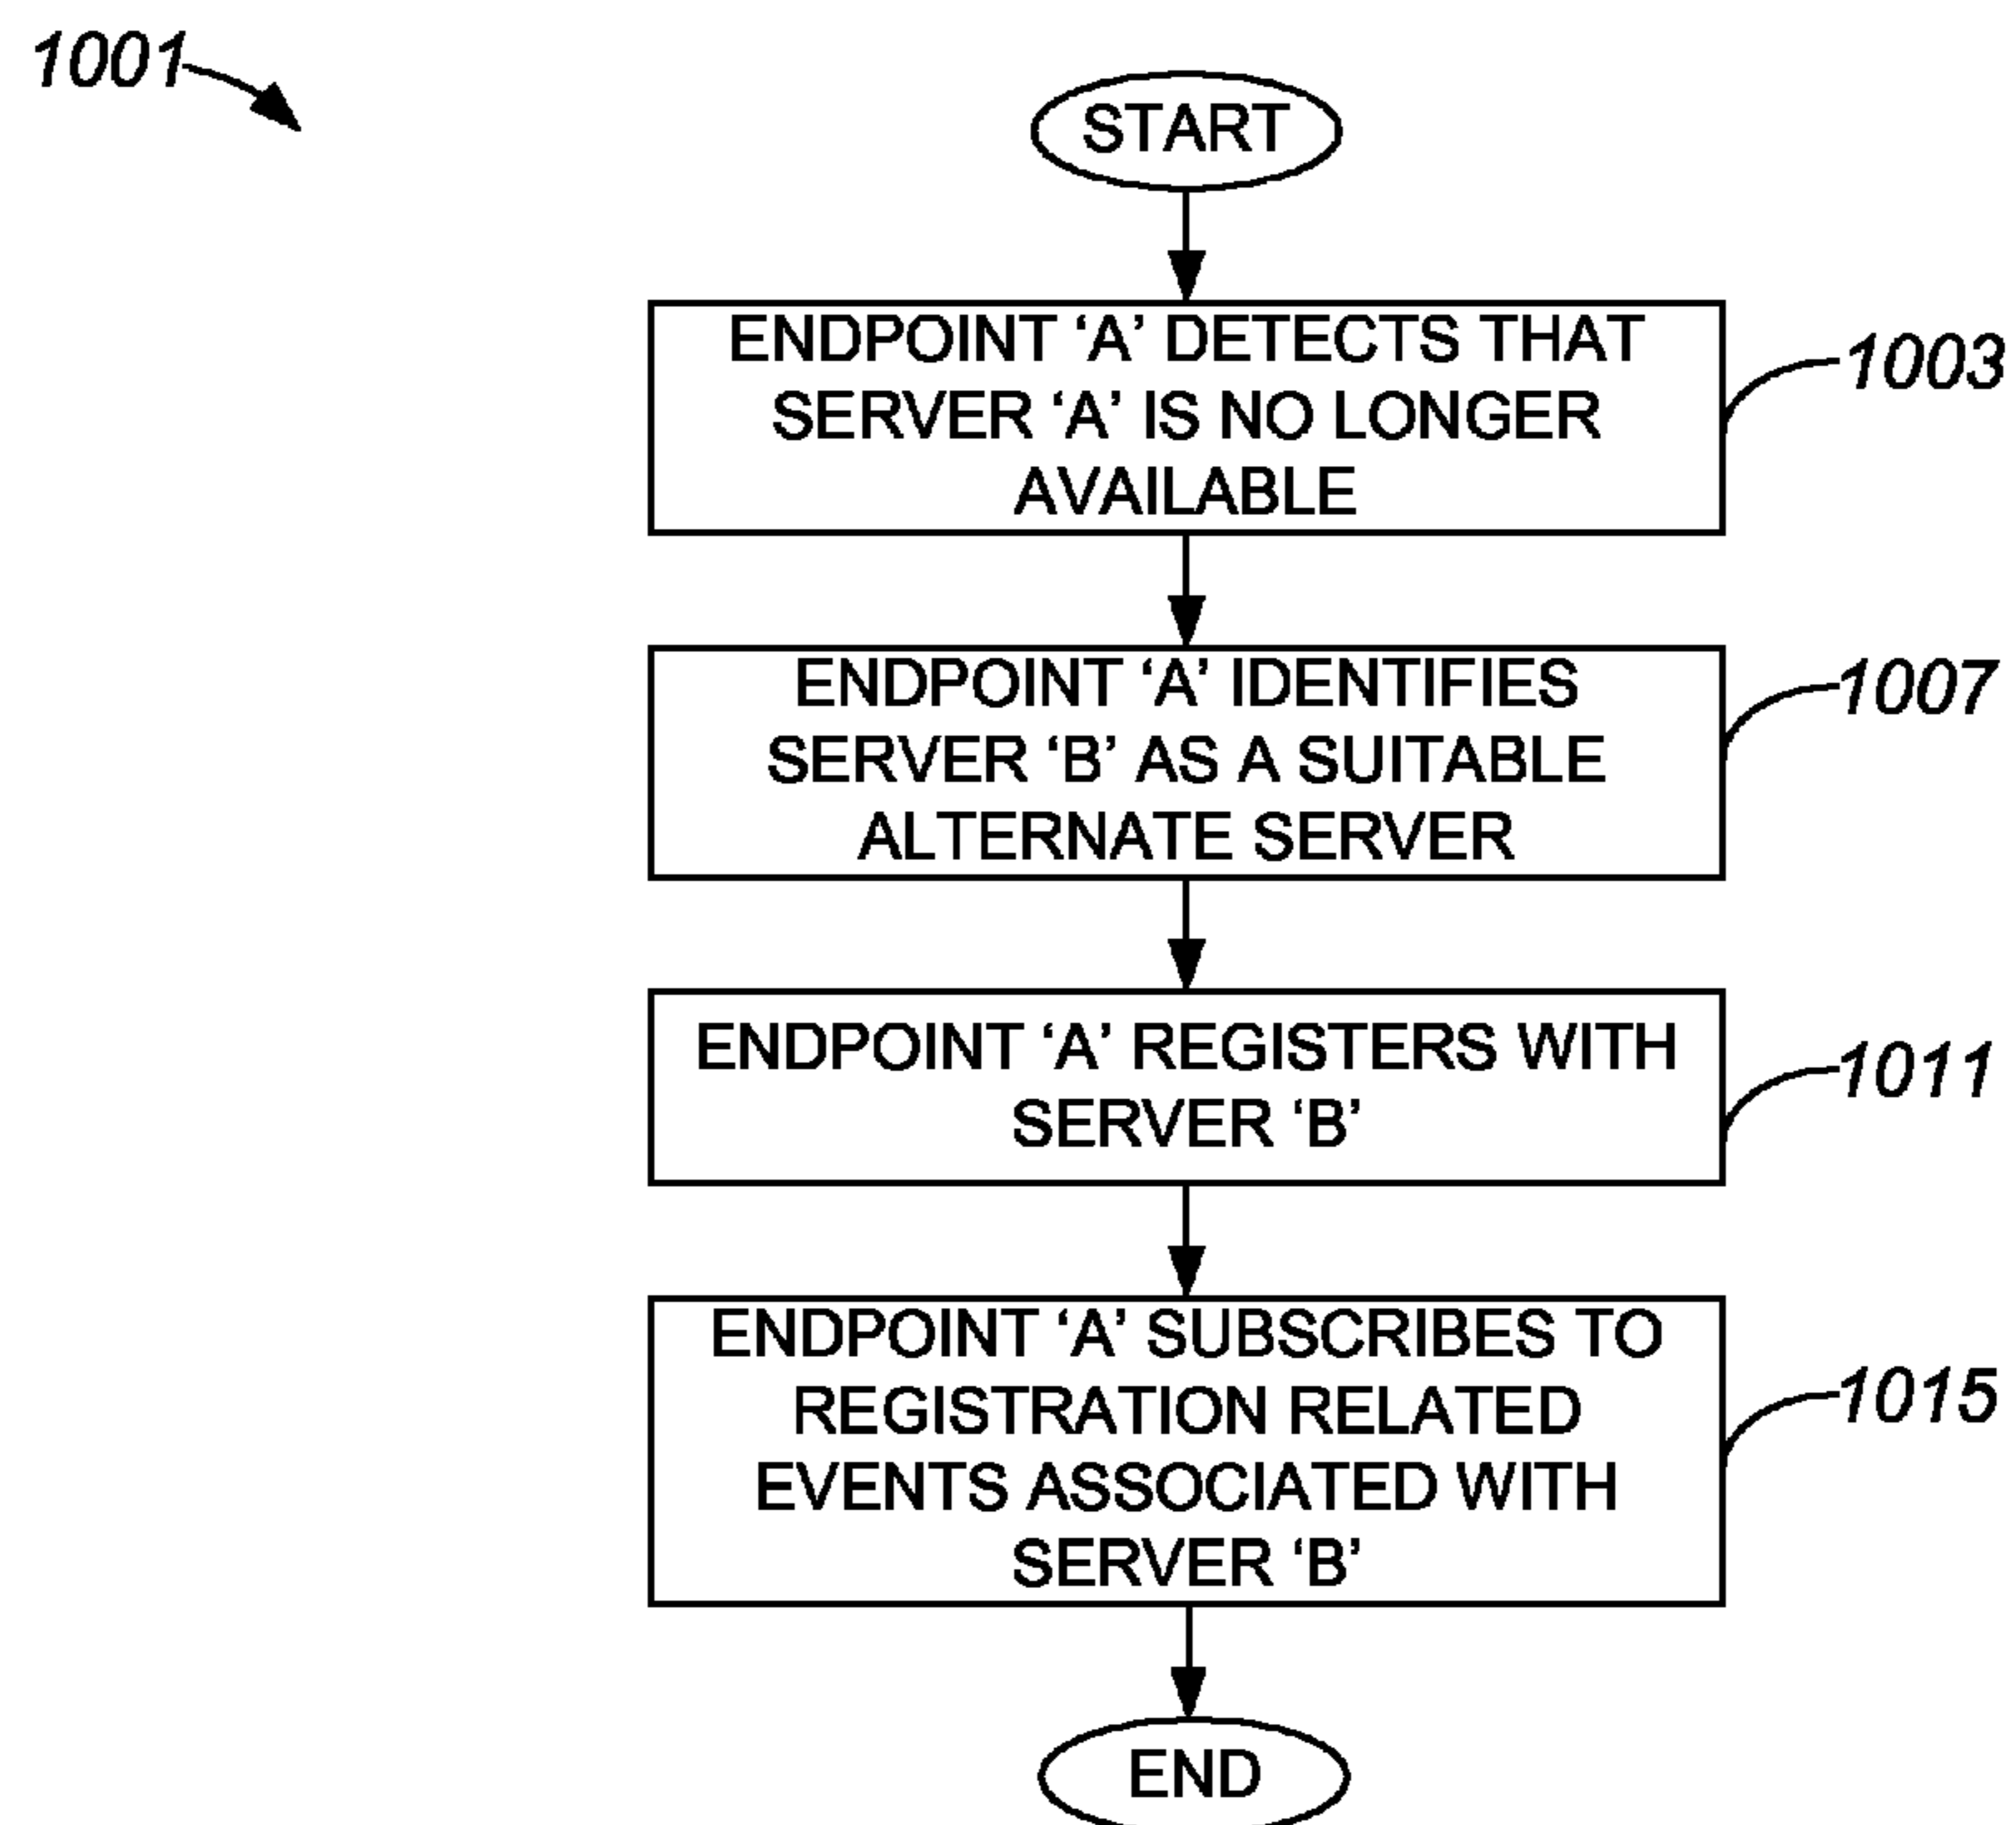 1001
START
ENDPOINT ‘A’ DETECTS THAT
SERVER ‘A’ IS NO LONGER
AVAILABLE
1003
ENDPOINT ‘A’ IDENTIFIES
SERVER ‘B’ AS A SUITABLE
ALTERNATE SERVER
1007
ENDPOINT ‘A’ REGISTERS WITH
SERVER ‘B’
1011
ENDPOINT ‘A’ SUBSCRIBES TO
REGISTRATION RELATED
EVENTS ASSOCIATED WITH
SERVER ‘B’
1015
END